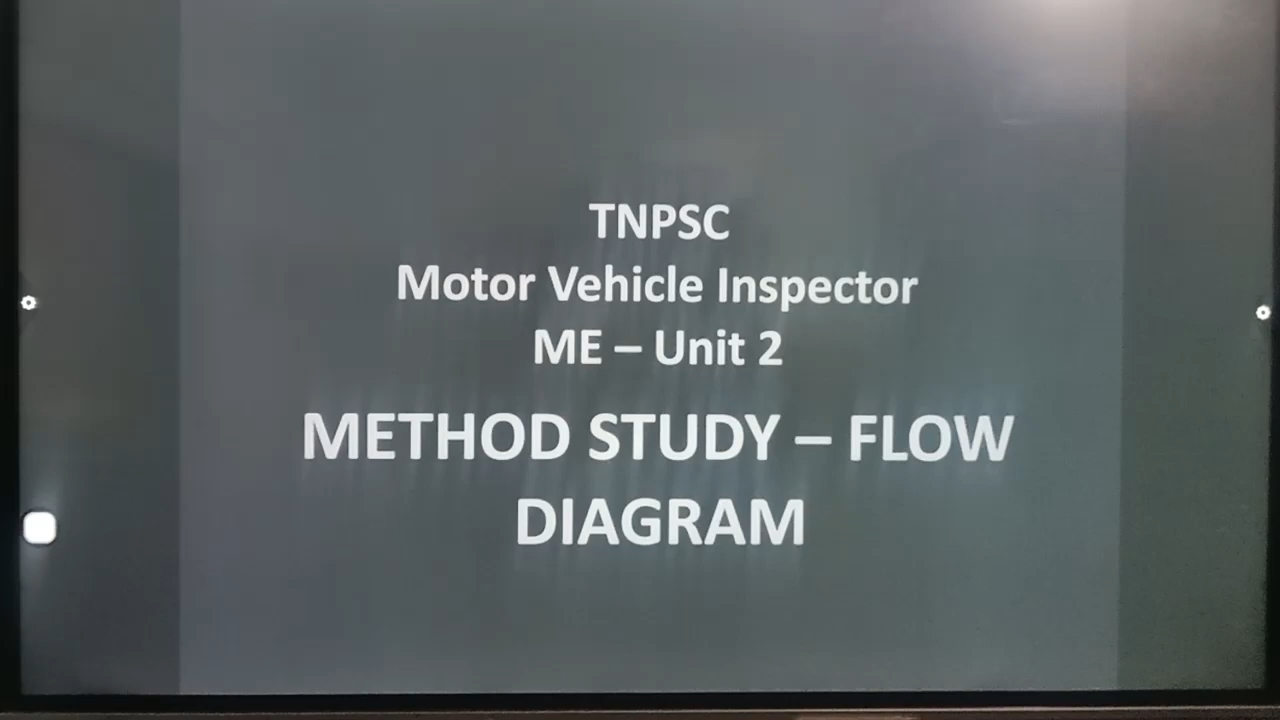 TNPSC
Motor Vehicle Inspector
ME – Unit 2
METHOD STUDY – FLOW
DIAGRAM